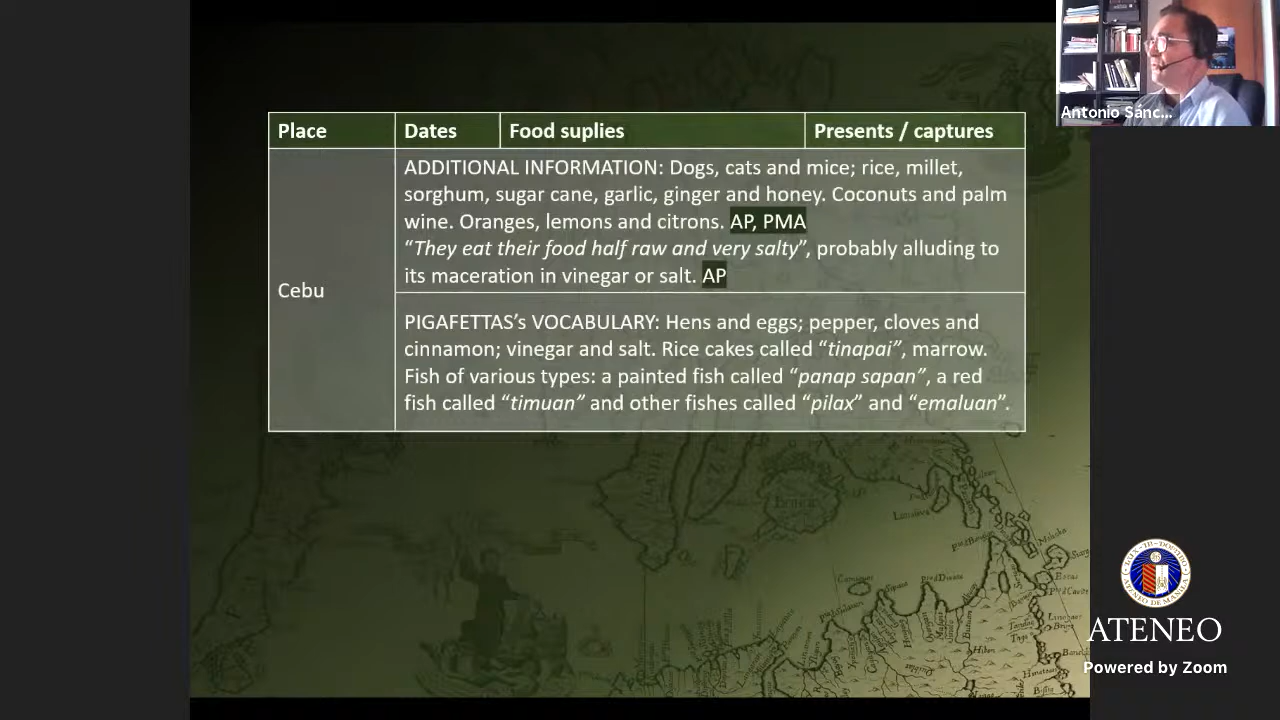 Antonio Sánc...
Place Dates Food suplies Presents / captures
Cebu
ADDITIONAL INFORMATION: Dogs, cats and mice; rice, millet,
sorghum, sugar cane, garlic, ginger and honey. Coconuts and palm
wine. Oranges, lemons and citrons. AP, PMA
“They eat their food half raw and very salty”, probably alluding to
its maceration in vinegar or salt. AP
PIGAFETTAS’s VOCABULARY: Hens and eggs; pepper, cloves and
cinnamon; vinegar and salt. Rice cakes called “tinapai”, marrow.
Fish of various types: a painted fish called “panap sapan”, a red
fish called “timuan” and other fishes called “pilax” and “emaluan”.
ATENEO
Powered by Zoom